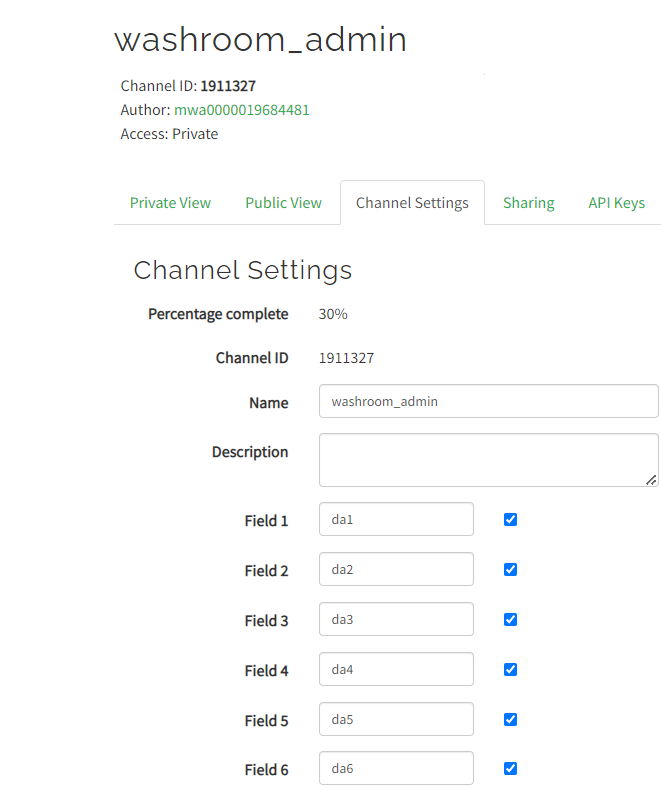 washroom_admin
Channel ID: 1911327
Author: mwa0000019684481
Access: Private
Private View Public View Channel Settings Sharing API Keys
Channel Settings
Percentage complete 30%
Channel ID 1911327
Name washroom_admin
Description
Field 1 da1
Field 2 da2
Field 3 da3
Field 4 da4
Field 5 da5
Field 6 da6